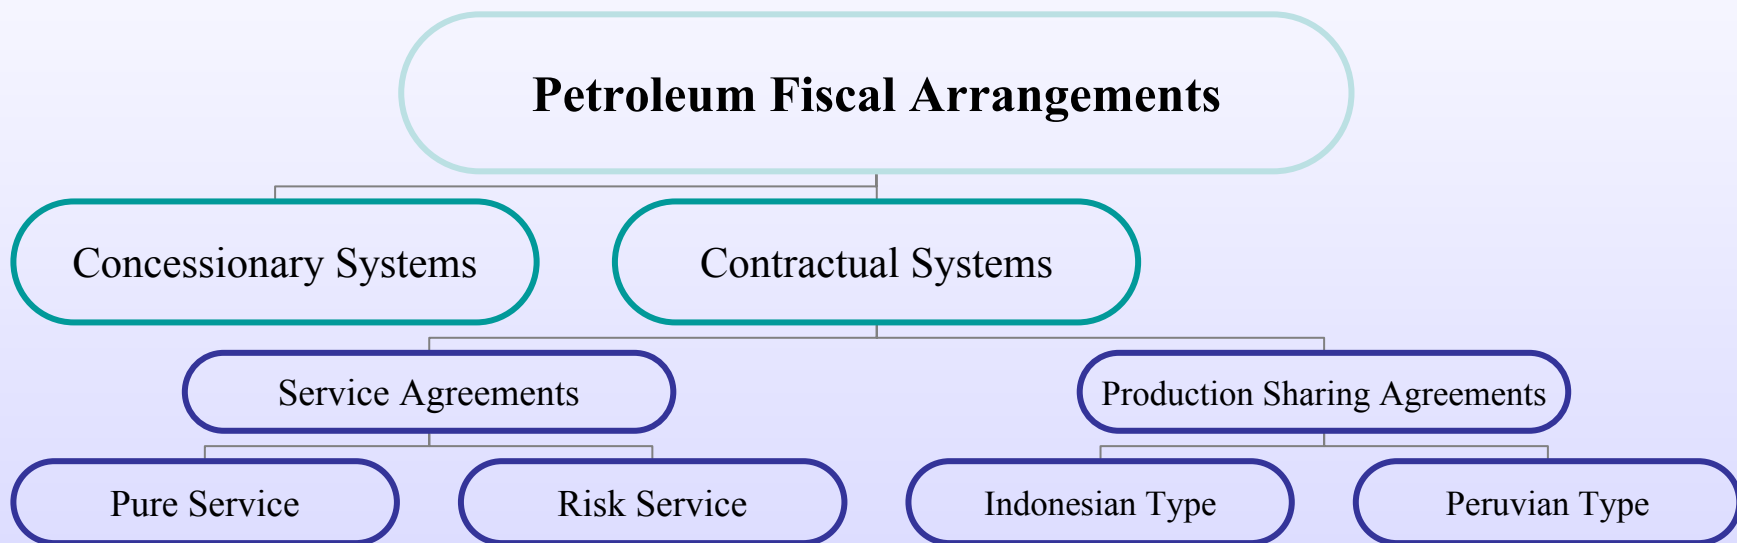 Petroleum Fiscal Arrangements
Concessionary Systems
Contractual Systems
Service Agreements
Production Sharing Agreements
Pure Service
Risk Service
Indonesian Type
Peruvian Type